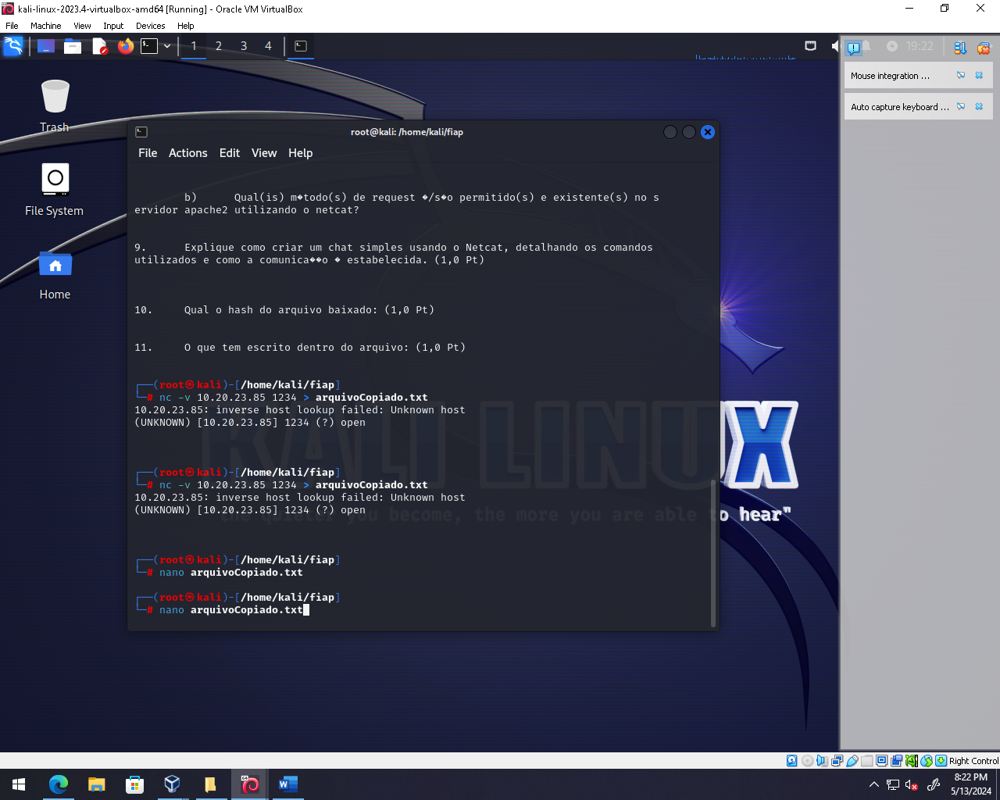 kali-linux-2023.4-virtualbox-amd64 [Running] - Oracle VM VirtualBox
File Machine View Input Devices Help
1 2 3 4
19:22
Mouse integration ...
Auto capture keyboard ...
Trash
File System
Home
root@kali: /home/kali/fiap
File Actions Edit View Help
b) Qual(is) m�todo(s) de request �/s�o permitido(s) e existente(s) no s
ervidor apache2 utilizando o netcat?
9. Explique como criar um chat simples usando o Netcat, detalhando os comandos
utilizados e como a comunica��o � estabelecida. (1,0 Pt)
10. Qual o hash do arquivo baixado: (1,0 Pt)
11. O que tem escrito dentro do arquivo: (1,0 Pt)
┌──(root㉿kali)-[/home/kali/fiap]
└─# nc -v 10.20.23.85 1234 > arquivoCopiado.txt
10.20.23.85: inverse host lookup failed: Unknown host
(UNKNOWN) [10.20.23.85] 1234 (?) open
┌──(root㉿kali)-[/home/kali/fiap]
└─# nc -v 10.20.23.85 1234 > arquivoCopiado.txt
10.20.23.85: inverse host lookup failed: Unknown host
(UNKNOWN) [10.20.23.85] 1234 (?) open
┌──(root㉿kali)-[/home/kali/fiap]
└─# nano arquivoCopiado.txt
┌──(root㉿kali)-[/home/kali/fiap]
└─# nano arquivoCopiado.txt
KALI LINUX
"the quieter you become, the more you are able to hear"
Right Control
8:22 PM
5/13/2024